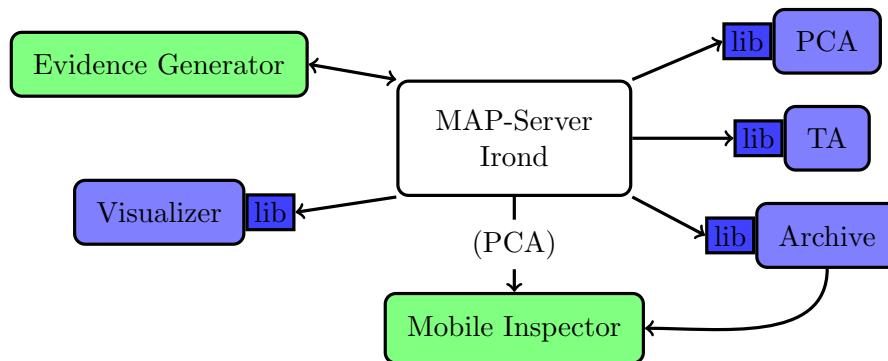 lib PCA
Evidence Generator
MAP-Server
Irond
lib TA
Visualizer lib
(PCA)
lib Archive
Mobile Inspector